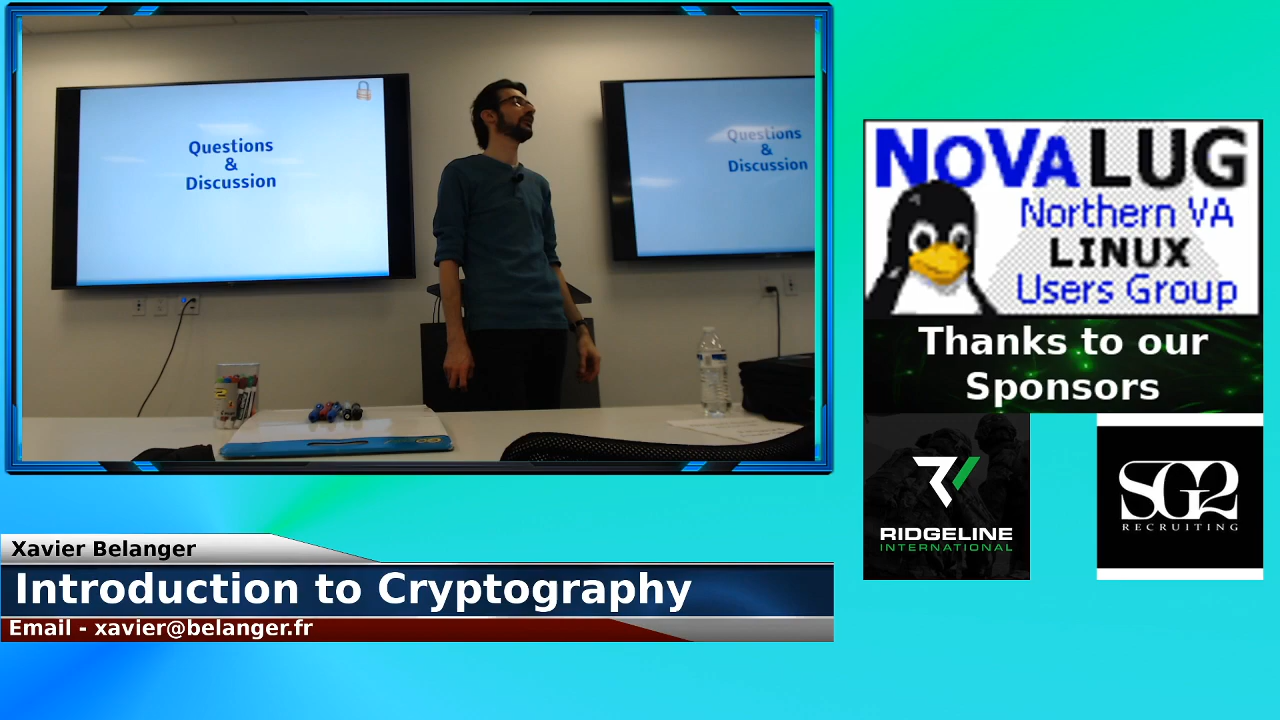 Questions
&
Discussion
Questions
&
Discussion
NOVALUG
Northern VA
LINUX
Users Group
Thanks to our
Sponsors
RIDGELINE
INTERNATIONAL
SG2
RECRUITING
Xavier Belanger
Introduction to Cryptography
Email - xavier@belanger.fr